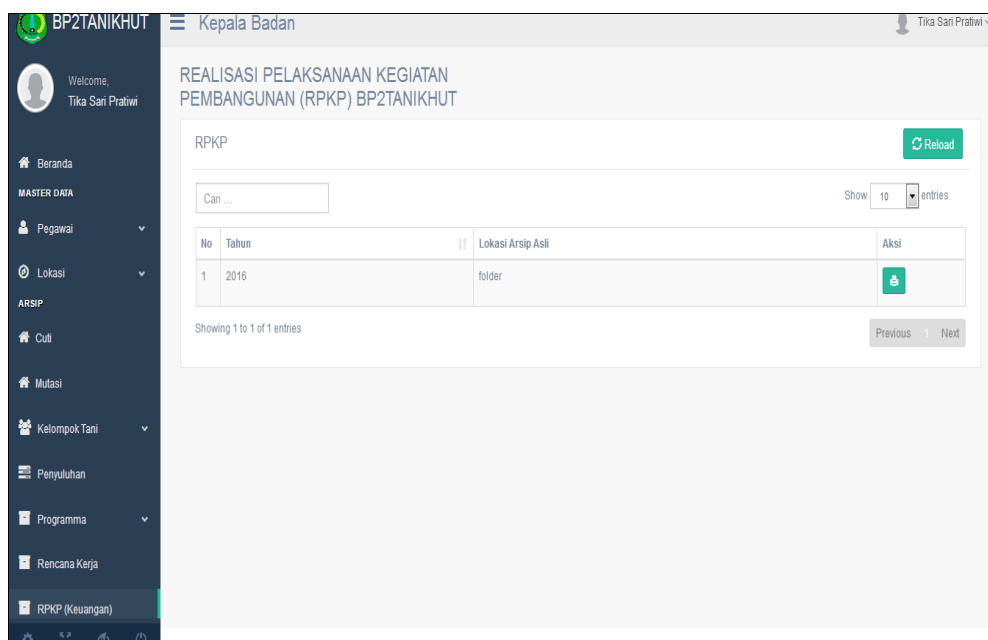 BP2TANIKHUT
Kepala Badan
Tika Sari Pratiwi
Welcome,
Tika Sari Pratiwi
Beranda
MASTER DATA
Pegawai
Lokasi
ARSIP
Cuti
Mutasi
Kelompok Tani
Penyuluhan
Programma
Rencana Kerja
RPKP (Keuangan)
REALISASI PELAKSANAAN KEGIATAN
PEMBANGUNAN (RPKP) BP2TANIKHUT
RPKP
Reload
Cari ...
Show 10 entries
No Tahun Lokasi Arsip Asli Aksi
1 2016 folder
Showing 1 to 1 of 1 entries
Previous 1 Next